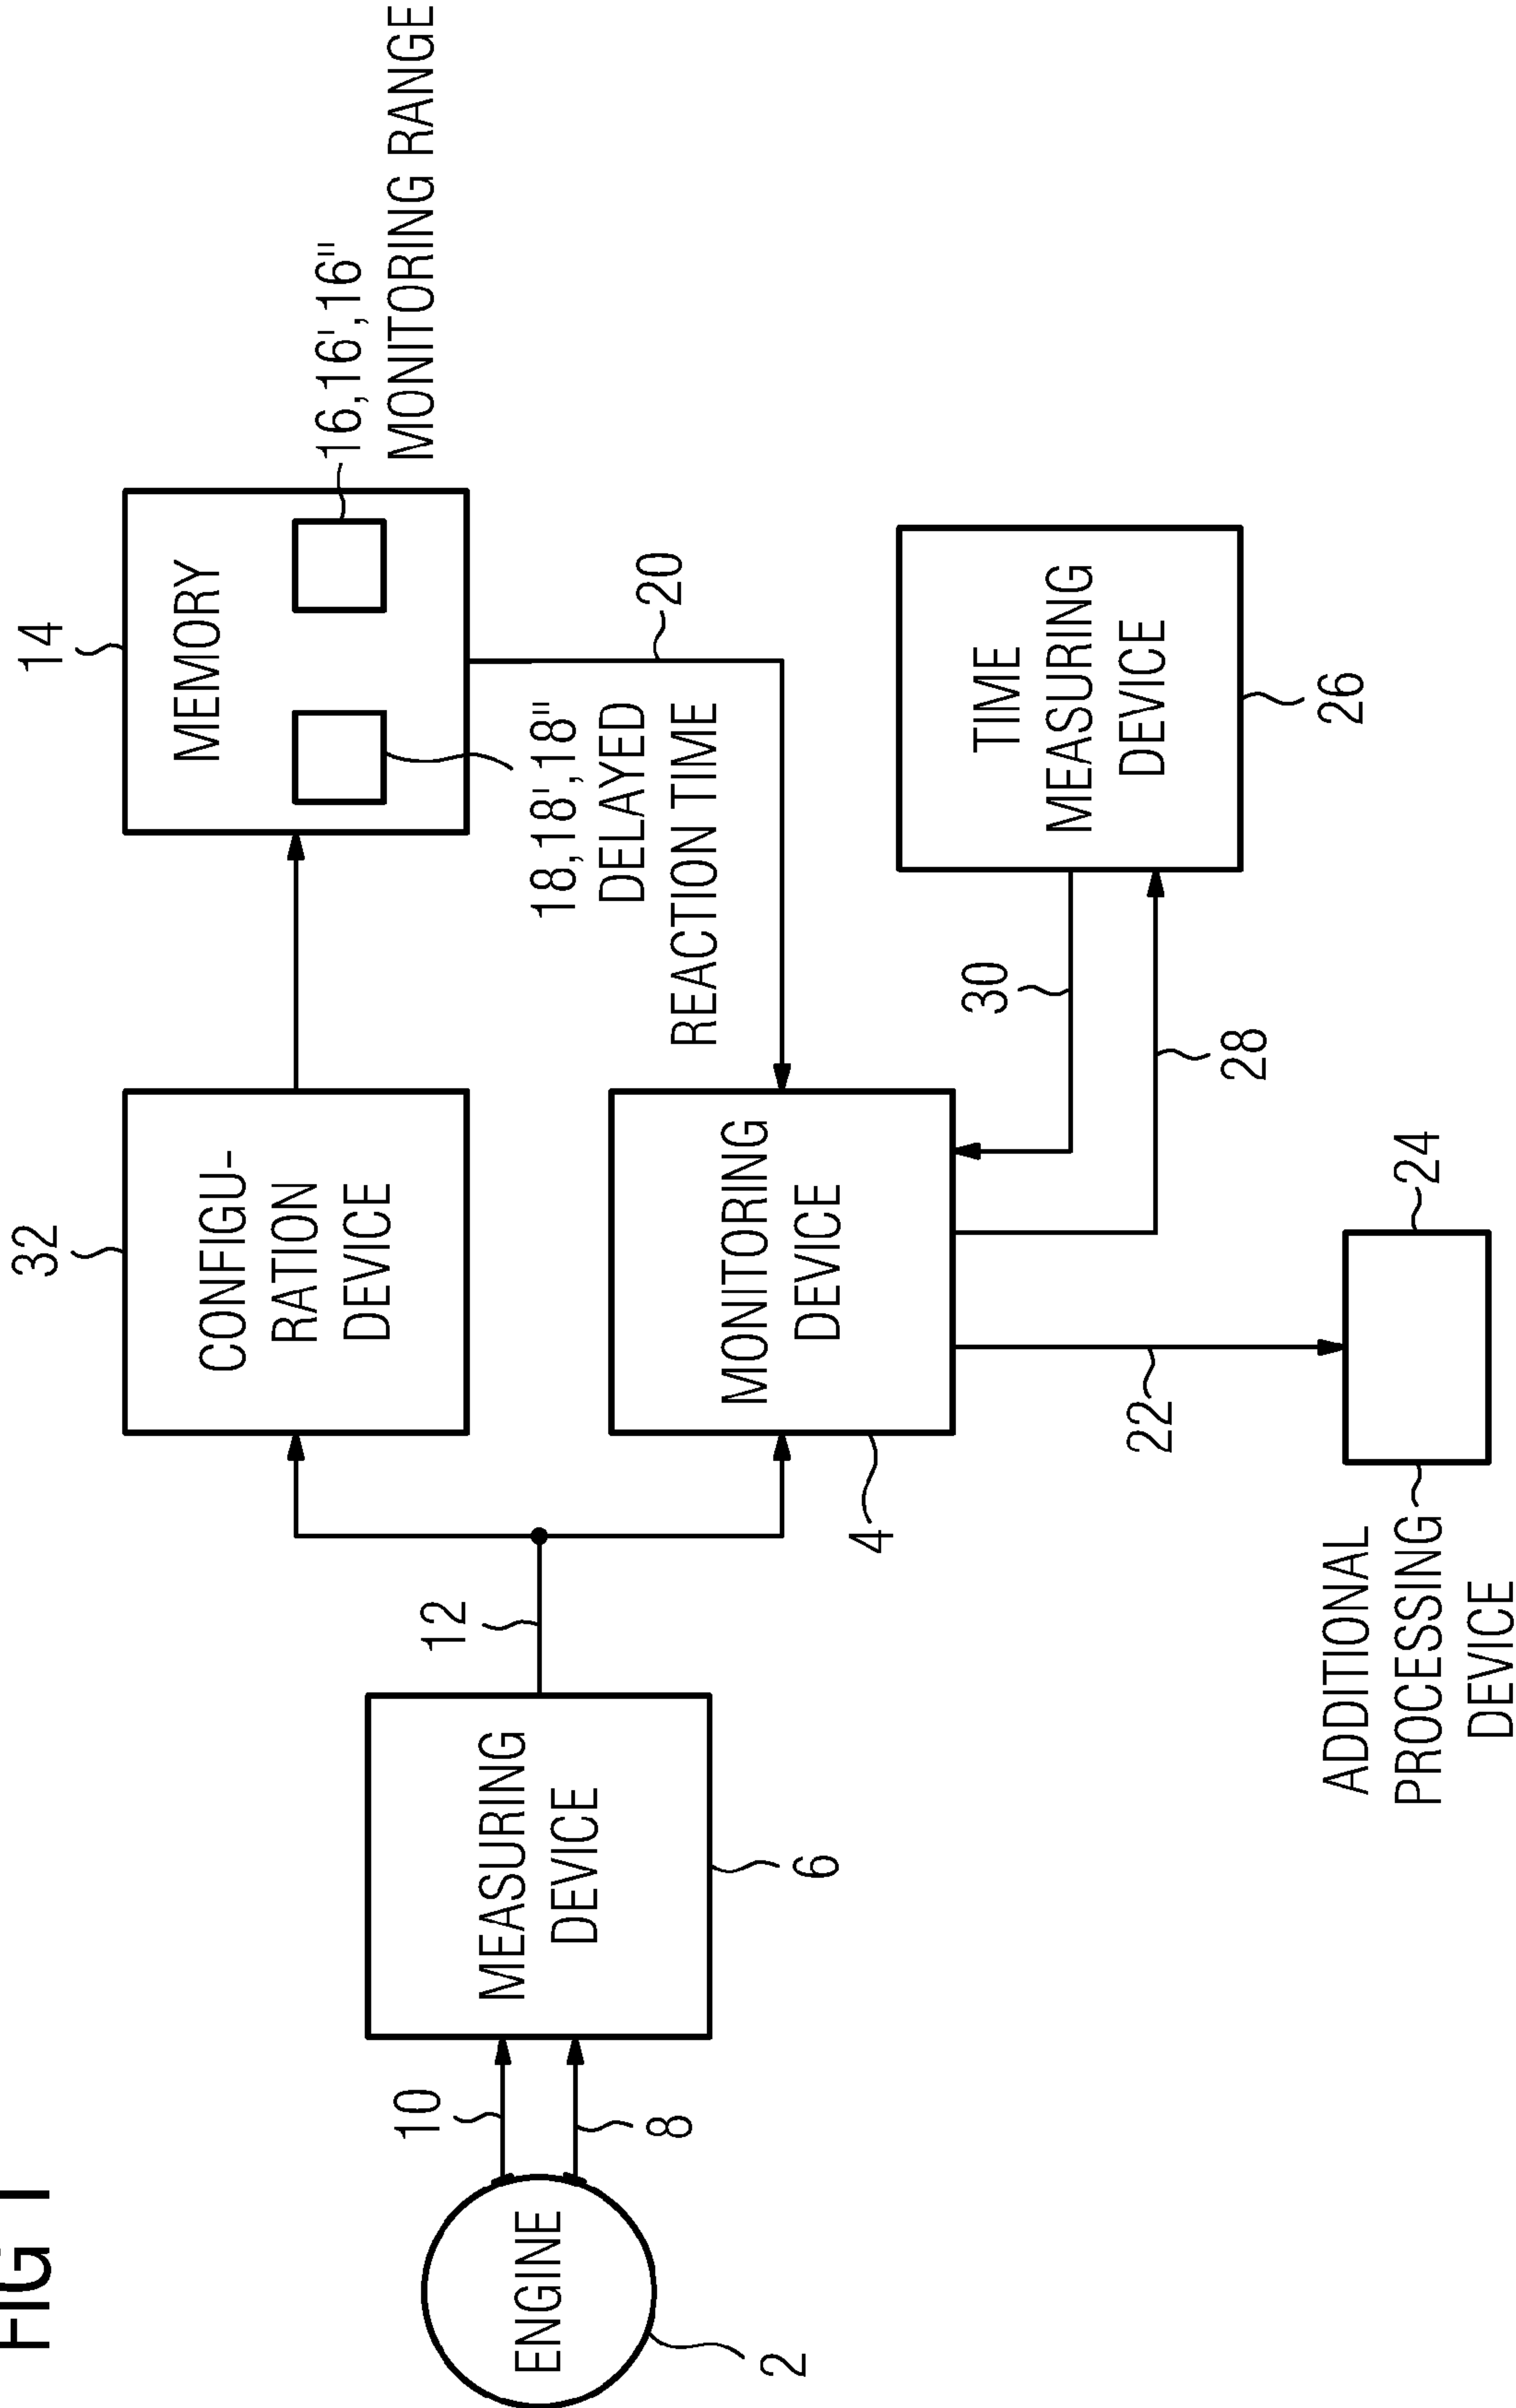 FIG 1
32
14
CONFIGU-
RATION
DEVICE
MEMORY
16,16',16"
MONITORING RANGE
18,18',18"
DELAYED
REACTION TIME
20
10
8
ENGINE
2
MEASURING
DEVICE
6
12
MONITORING
DEVICE
4
30
28
TIME
MEASURING
DEVICE
26
22
24
ADDITIONAL
PROCESSING
DEVICE